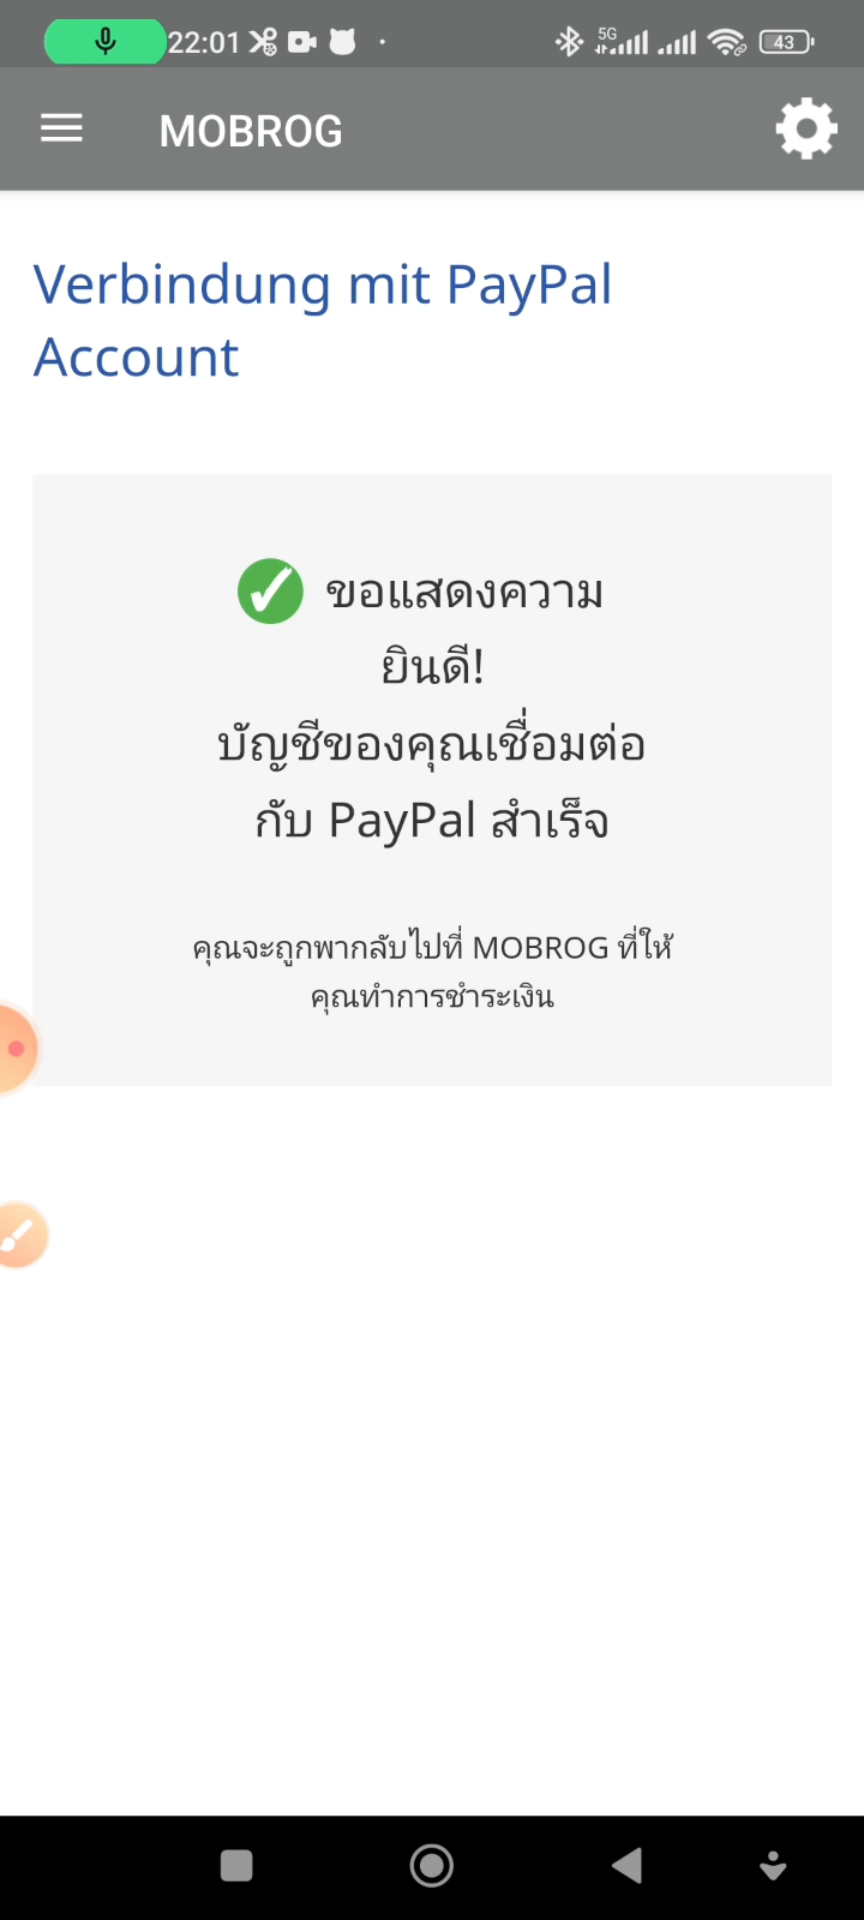 22:01
5G
43
MOBROG
Verbindung mit PayPal
Account
ขอแสดงความ
ยินดี!
บัญชีของคุณเชื่อมต่อ
กับ PayPal สำเร็จ
คุณจะถูกพากลับไปที่ MOBROG ที่ให้
คุณทำการชำระเงิน